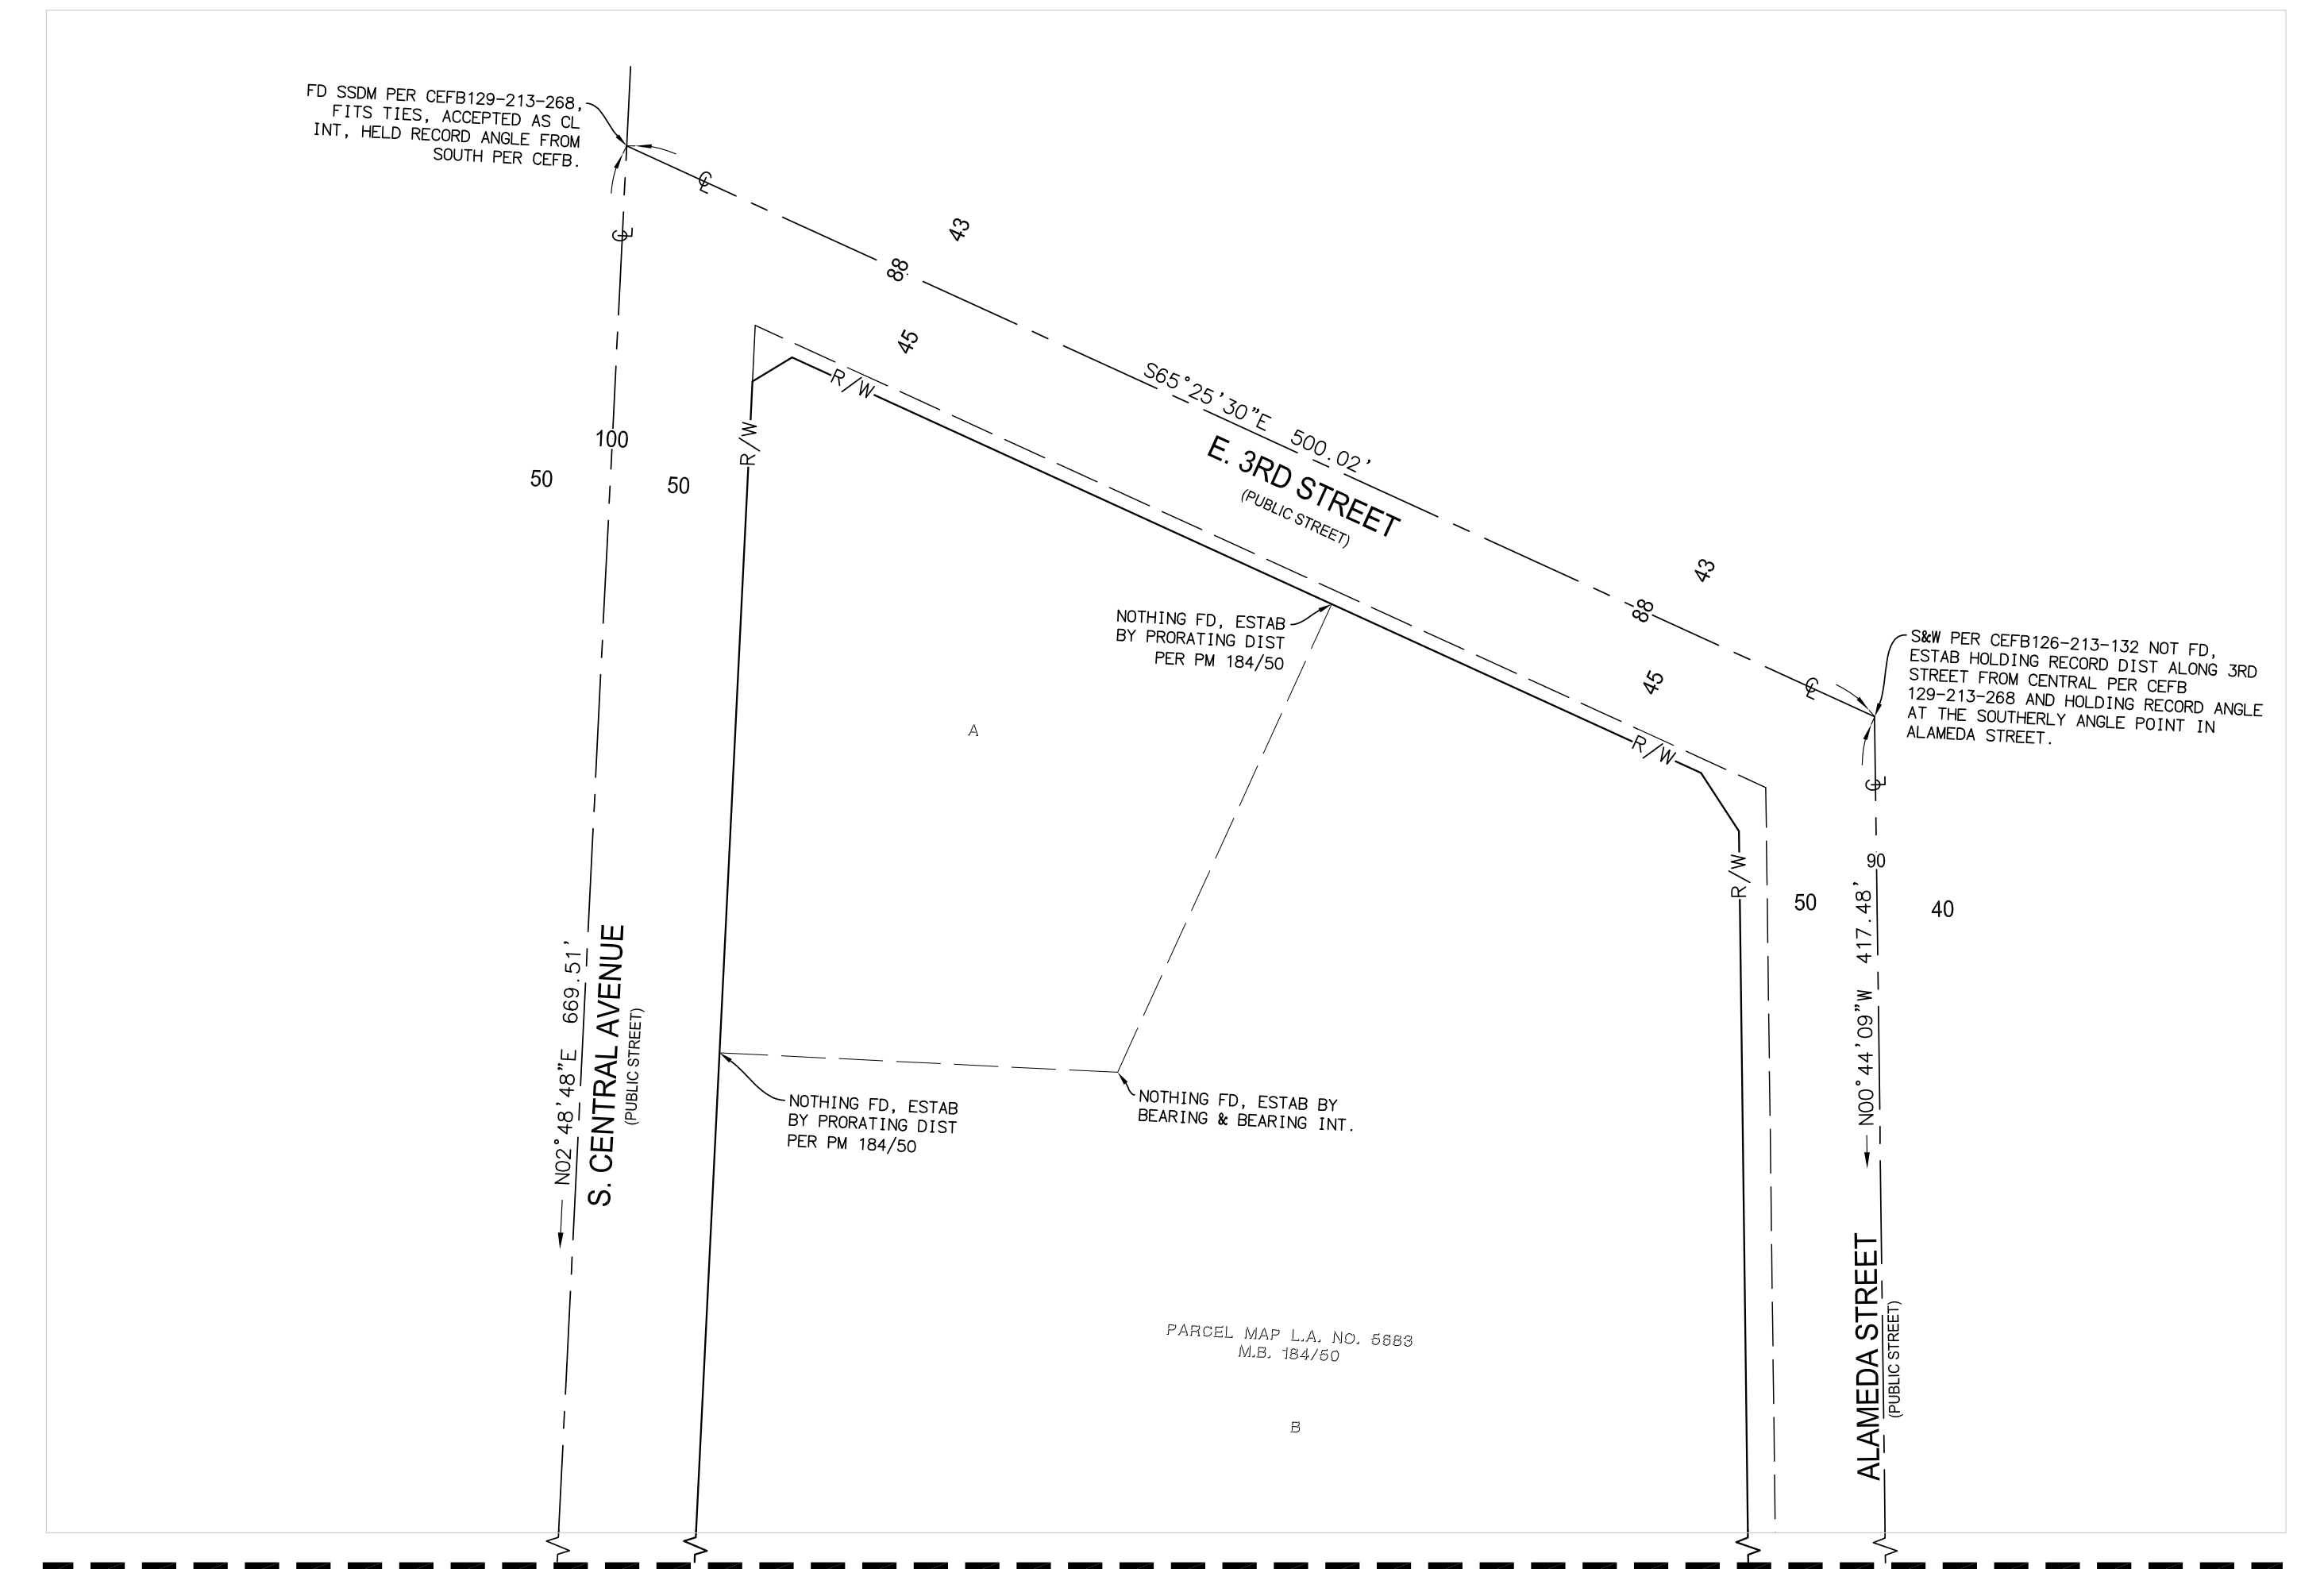 FD SSDM PER CEFB129-213-268,
FITS TIES, ACCEPTED AS CL
INT, HELD RECORD ANGLE FROM
SOUTH PER CEFB.
℄
℄
43
88
45
S65°25'30"E 500.02'
E. 3RD STREET
(PUBLIC STREET)
R/W
R/W
100
50
50
43
88
45
NOTHING FD, ESTAB
BY PRORATING DIST
PER PM 184/50
S&W PER CEFB126-213-132 NOT FD,
ESTAB HOLDING RECORD DIST ALONG 3RD
STREET FROM CENTRAL PER CEFB
129-213-268 AND HOLDING RECORD ANGLE
AT THE SOUTHERLY ANGLE POINT IN
ALAMEDA STREET.
℄
℄
R/W
R/W
A
90
50
40
N00°44'09"W 417.48'
N02°48'48"E 669.51'
S. CENTRAL AVENUE
(PUBLIC STREET)
NOTHING FD, ESTAB
BY PRORATING DIST
PER PM 184/50
NOTHING FD, ESTAB BY
BEARING & BEARING INT.
PARCEL MAP L.A. NO. 5683
M.B. 184/50
B
ALAMEDA STREET
(PUBLIC STREET)